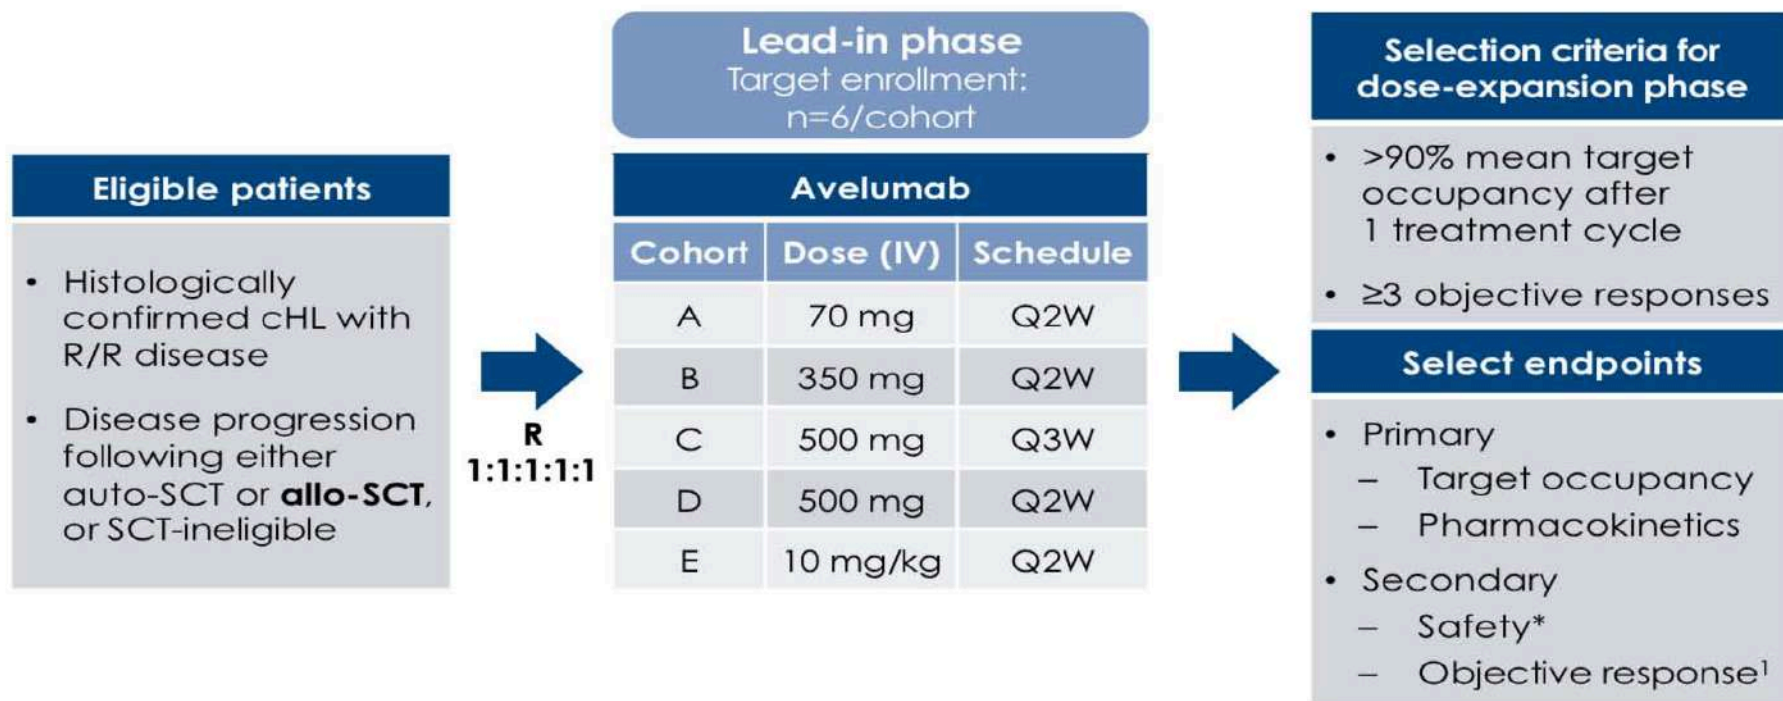 Eligible patients
• Histologically
confirmed cHL with
R/R disease
• Disease progression
following either
auto-SCT or allo-SCT,
or SCT-ineligible
R
1:1:1:1:1
Lead-in phase
Target enrollment:
n=6/cohort
Avelumab
Cohort Dose (IV) Schedule
A 70 mg Q2W
B 350 mg Q2W
C 500 mg Q3W
D 500 mg Q2W
E 10 mg/kg Q2W
Selection criteria for
dose-expansion phase
• >90% mean target
occupancy after
1 treatment cycle
• ≥3 objective responses
Select endpoints
• Primary
– Target occupancy
– Pharmacokinetics
• Secondary
– Safety*
– Objective response¹